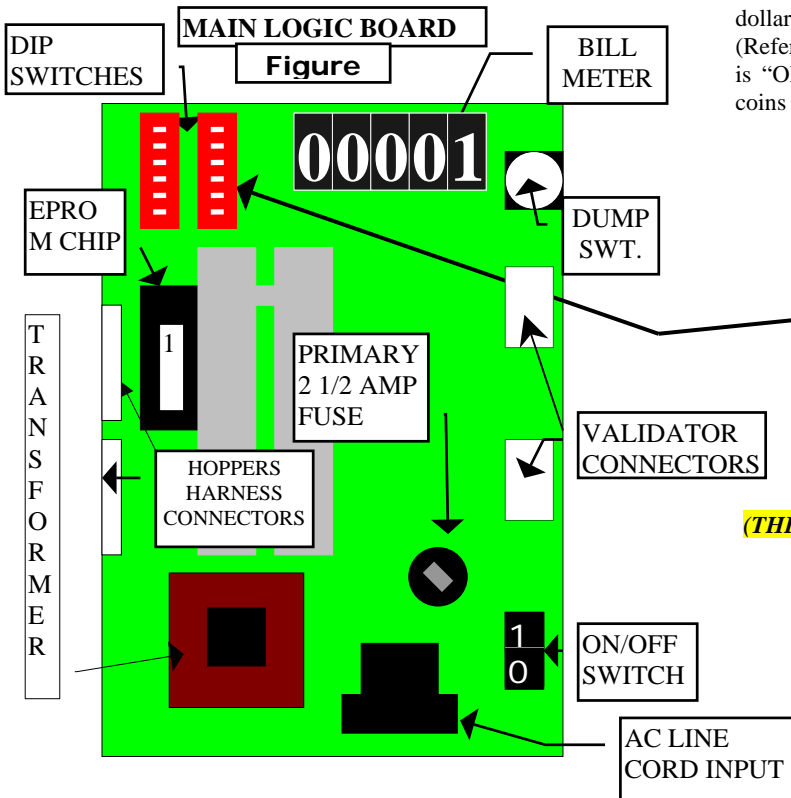 MAIN LOGIC BOARD
Figure
DIP
SWITCHES
BILL
METER
dollar
(Refer
is “O
coins
00001
EPRO
M CHIP
DUMP
SWT.
1
TRANSFORMER
PRIMARY
2 1/2 AMP
FUSE
VALIDATOR
CONNECTORS
HOPPERS
HARNESS
CONNECTORS
(THE
1
0
ON/OFF
SWITCH
AC LINE
CORD INPUT